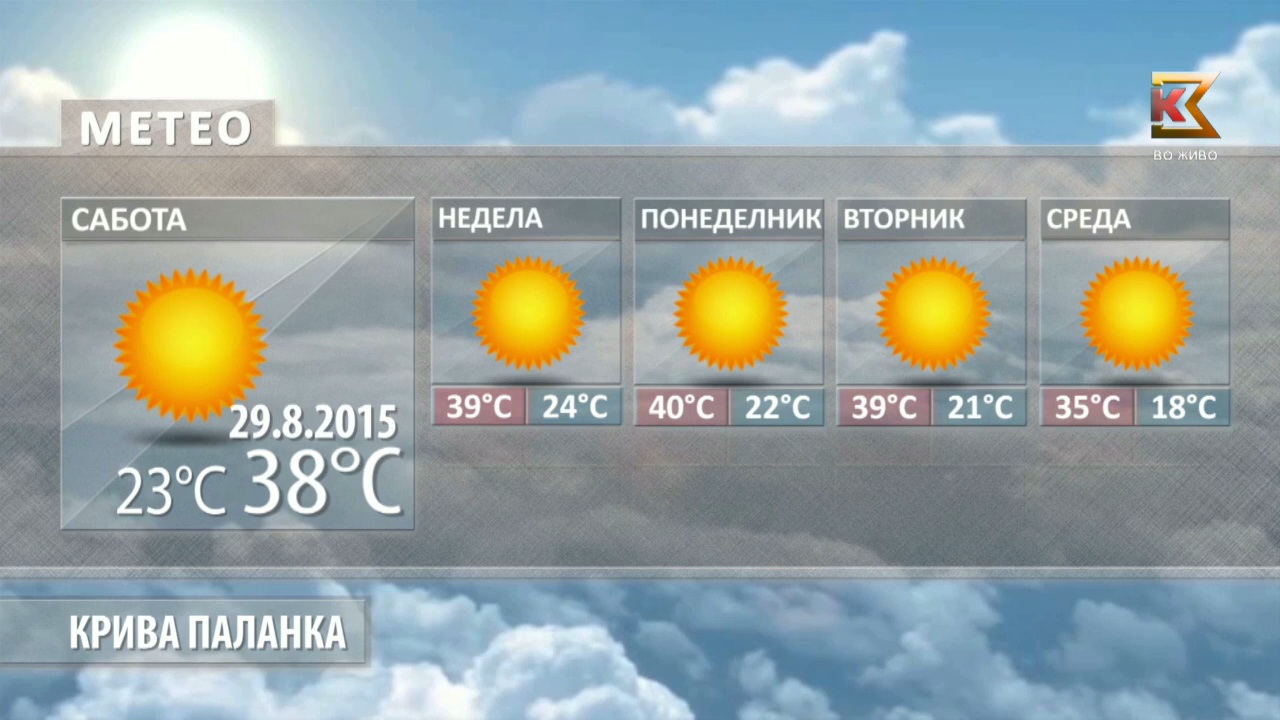 МЕТЕО
К
ВО ЖИВО
САБОТА
29.8.2015
23°C 38°C
НЕДЕЛА
39°C 24°C
ПОНЕДЕЛНИК
40°C 22°C
ВТОРНИК
39°C 21°C
СРЕДА
35°C 18°C
КРИВА ПАЛАНКА